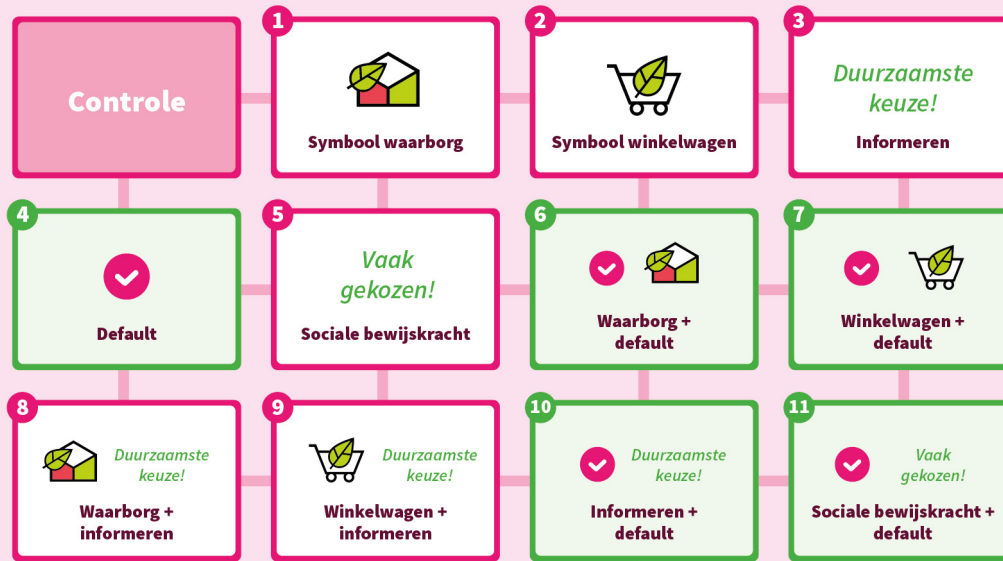 Controle
1
Symbool waarborg
2
Symbool winkelwagen
3
Duurzaamste
keuze!
Informeren
4
Default
5
Vaak
gekozen!
Sociale bewijskracht
6
Waarborg +
default
7
Winkelwagen +
default
8
Duurzaamste
keuze!
Waarborg +
informeren
9
Duurzaamste
keuze!
Winkelwagen +
informeren
10
Duurzaamste
keuze!
Informeren +
default
11
Vaak
gekozen!
Sociale bewijskracht +
default